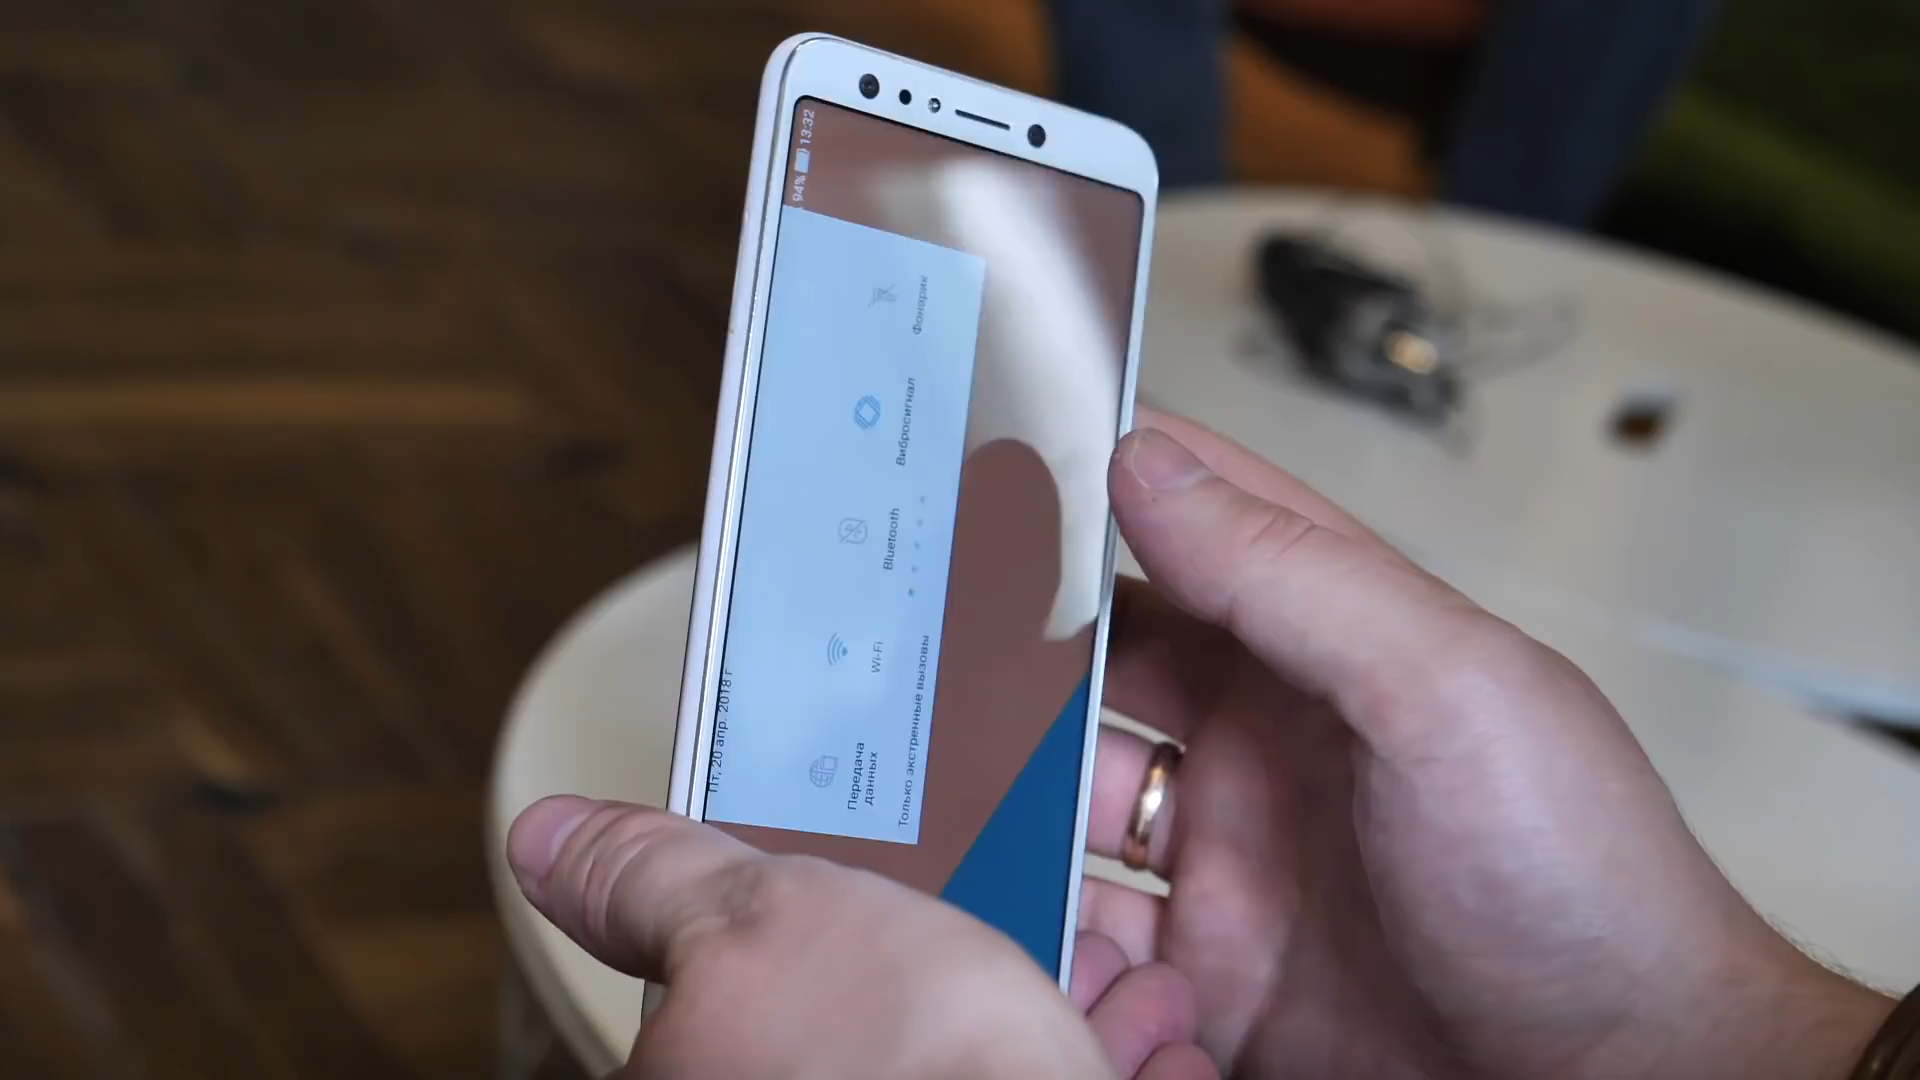 94% 13:32
Пт, 20 апр. 2018 г
Передача
данных
Wi-Fi
Bluetooth
Вибросигнал
Фонарик
Только экстренные вызовы